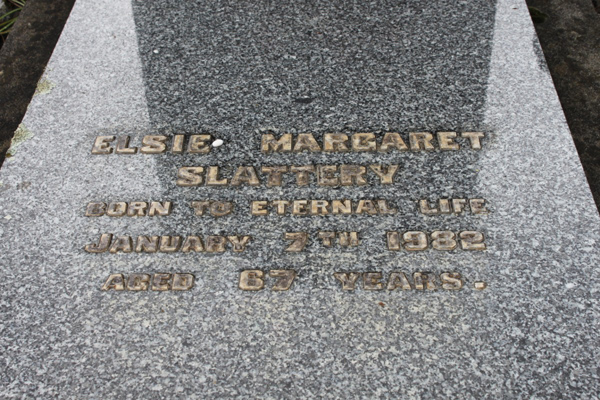 ELSIE MARGARET
SLATTERY
BORN TO ETERNAL LIFE
JANUARY 7TH 1982
AGED 67 YEARS.